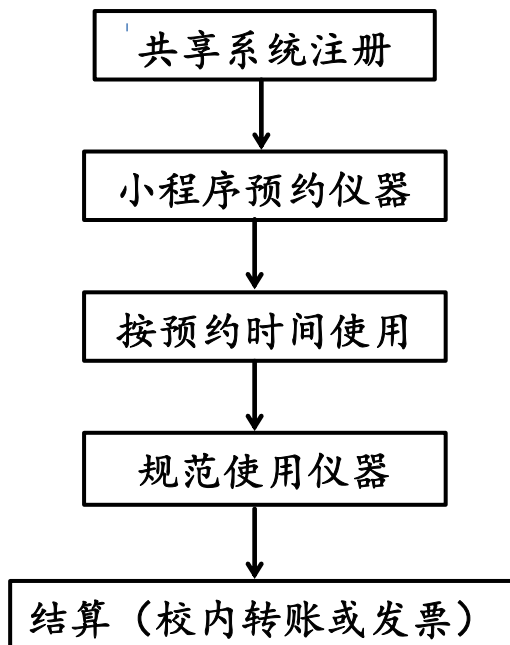 共享系统注册
小程序预约仪器
按预约时间使用
规范使用仪器
结算（校内转账或发票）